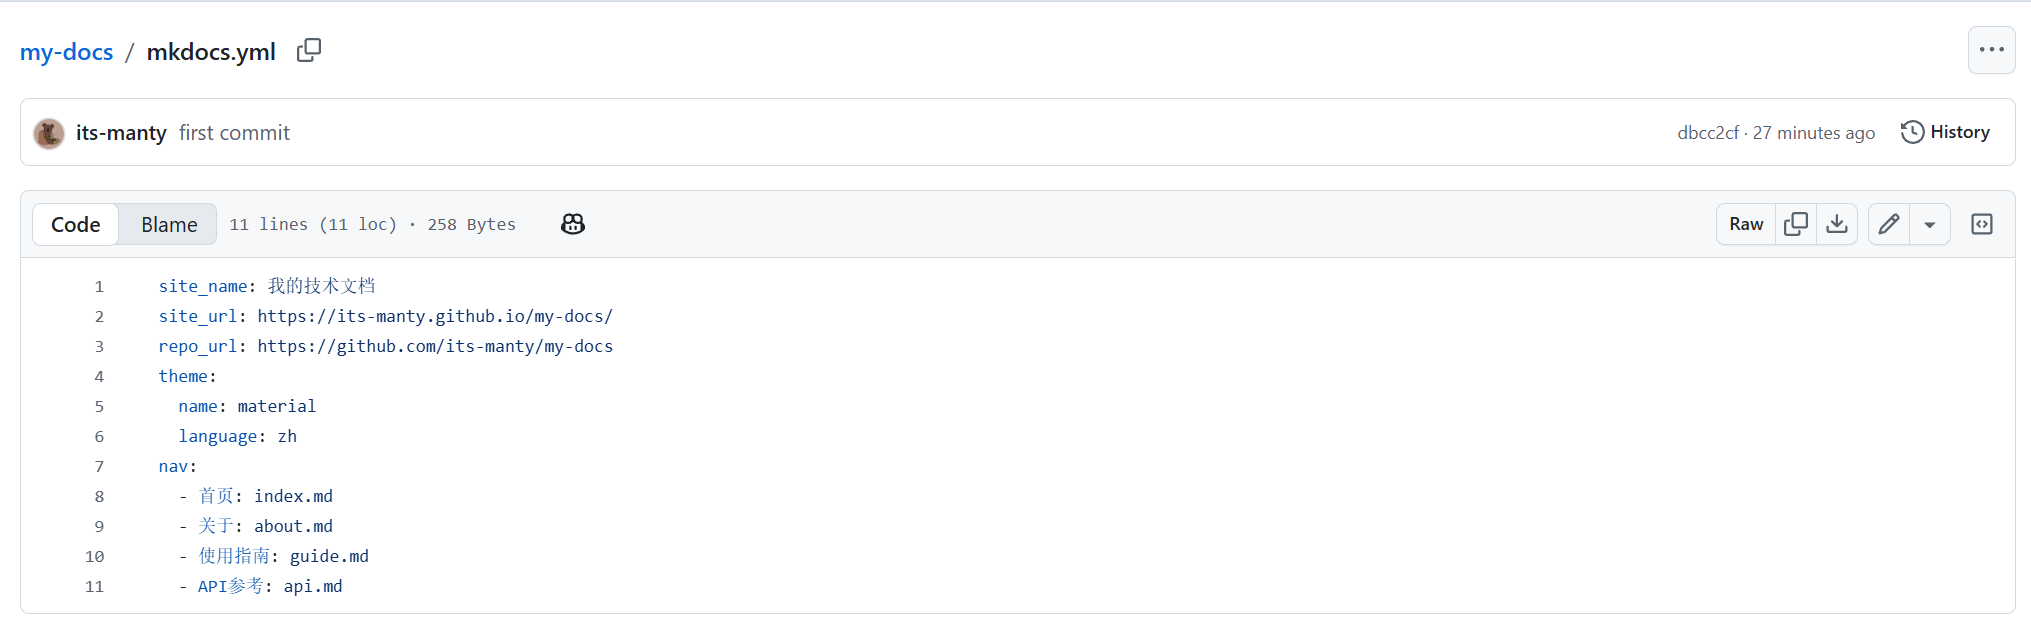 my-docs / mkdocs.yml
its-manty first commit
dbcc2cf · 27 minutes ago History
Code Blame 11 lines (11 loc) · 258 Bytes Raw
1 site_name: 我的技术文档
2 site_url: https://its-manty.github.io/my-docs/
3 repo_url: https://github.com/its-manty/my-docs
4 theme:
5   name: material
6   language: zh
7 nav:
8   - 首页: index.md
9   - 关于: about.md
10   - 使用指南: guide.md
11   - API参考: api.md